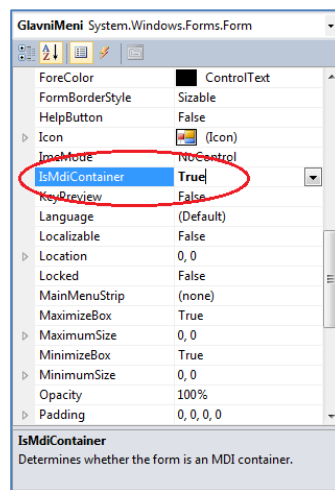 GlavniMeni System.Windows.Forms.Form
ForeColor ControlText
FormBorderStyle Sizable
HelpButton False
Icon (Icon)
ImeMode NoControl
IsMdiContainer True
KeyPreview False
Language (Default)
Localizable False
Location 0, 0
Locked False
MainMenuStrip (none)
MaximizeBox True
MaximumSize 0, 0
MinimizeBox True
MinimumSize 0, 0
Opacity 100%
Padding 0, 0, 0, 0
IsMdiContainer
Determines whether the form is an MDI container.